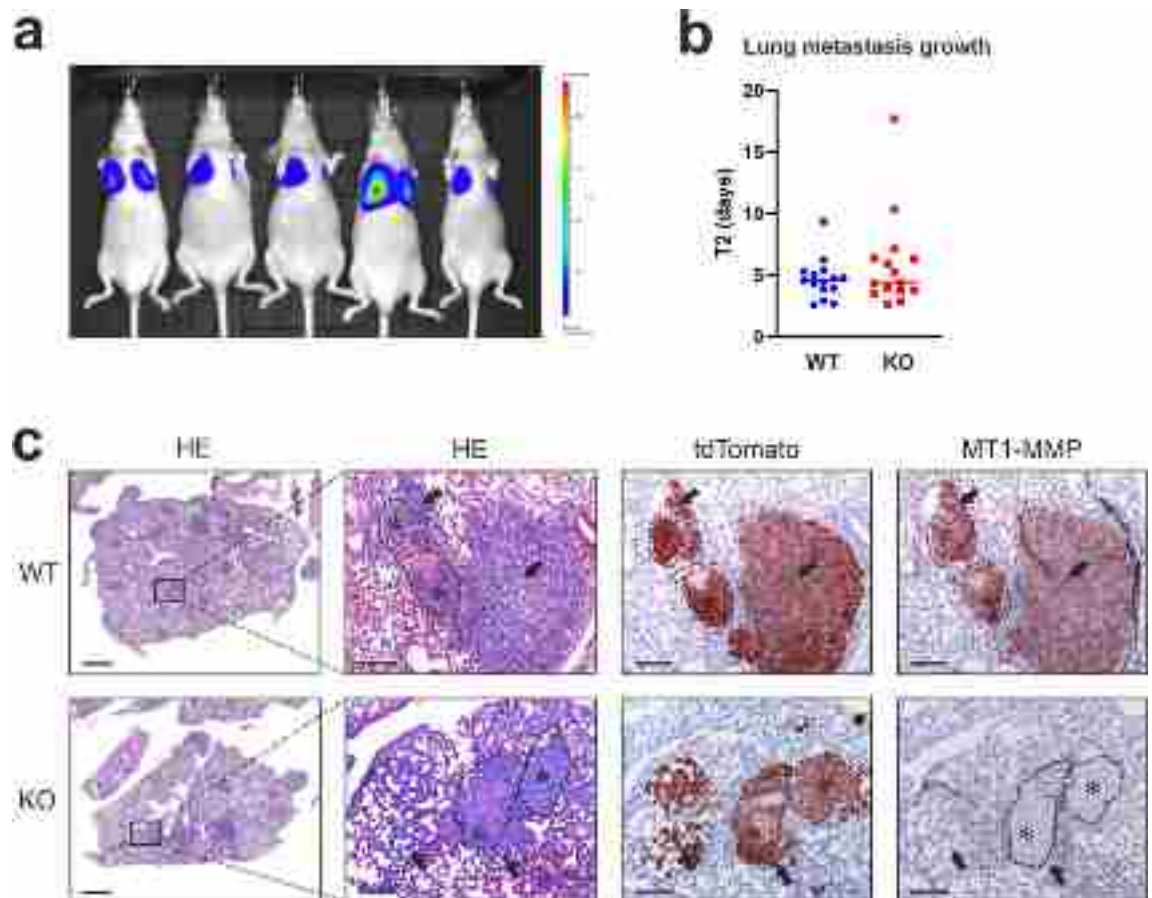 a
b
Lung metastasis growth
20
15
10
5
0
T2 (days)
WT
KO
c
HE
HE
tdTomato
MT1-MMP
WT
KO
*
*